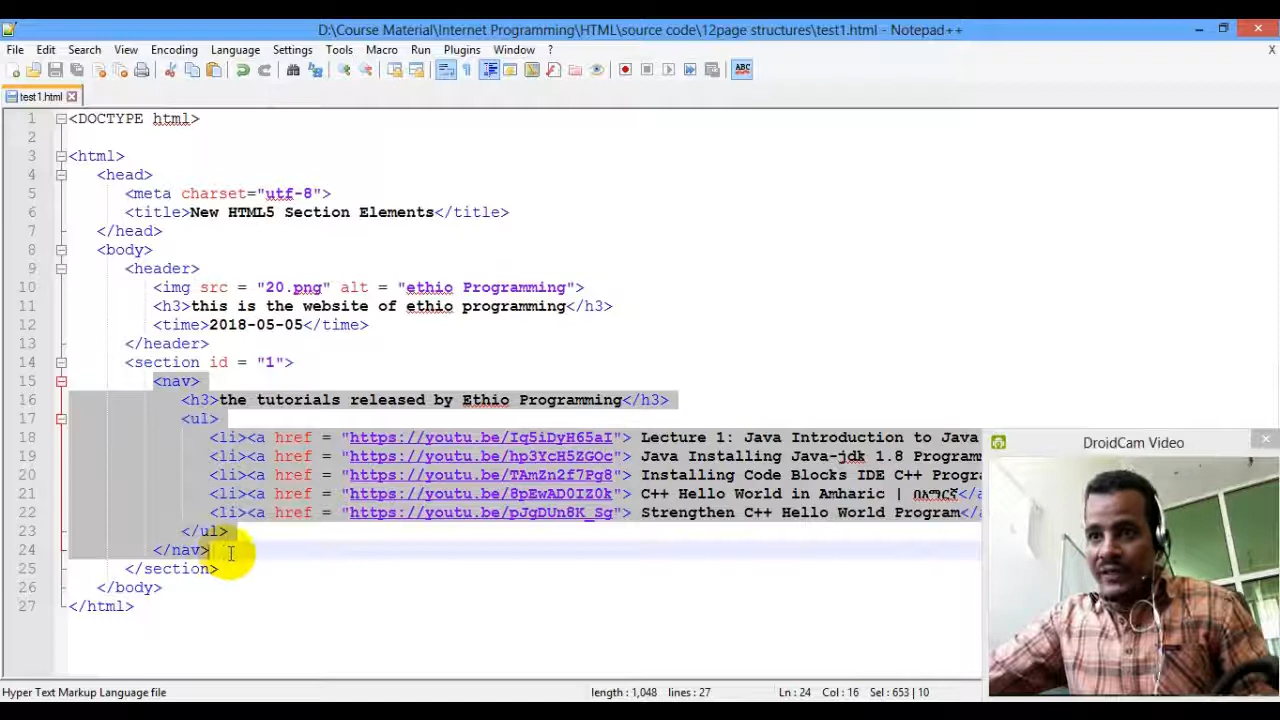 D:\Course Material\Internet Programming\HTML\source code\12page structures\test1.html - Notepad++
File Edit Search View Encoding Language Settings Tools Macro Run Plugins Window ? X
test1.html
1 <DOCTYPE html>
2
3 <html>
4 <head>
5 <meta charset="utf-8">
6 <title>New HTML5 Section Elements</title>
7 </head>
8 <body>
9 <header>
10 <img src = "20.png" alt = "ethio Programming">
11 <h3>this is the website of ethio programming</h3>
12 <time>2018-05-05</time>
13 </header>
14 <section id = "1">
15 <nav>
16 <h3>the tutorials released by Ethio Programming</h3>
17 <ul>
18 <li><a href = "https://youtu.be/Iq5iDyH65aI"> Lecture 1: Java Introduction to Java
19 <li><a href = "https://youtu.be/hp3YcH5ZGOc"> Java Installing Java-jdk 1.8 Programm
20 <li><a href = "https://youtu.be/TAmZn2f7Pg8"> Installing Code Blocks IDE C++ Progra
21 <li><a href = "https://youtu.be/8pEwAD0IZ0k"> C++ Hello World in Amharic | በአማርኛ</a
22 <li><a href = "https://youtu.be/pJgDUn8K_Sg"> Strengthen C++ Hello World Program</a
23 </ul>
24 </nav>
25 </section>
26 </body>
27 </html>
DroidCam Video
Hyper Text Markup Language file length : 1,048 lines : 27 Ln : 24 Col : 16 Sel : 653 | 10